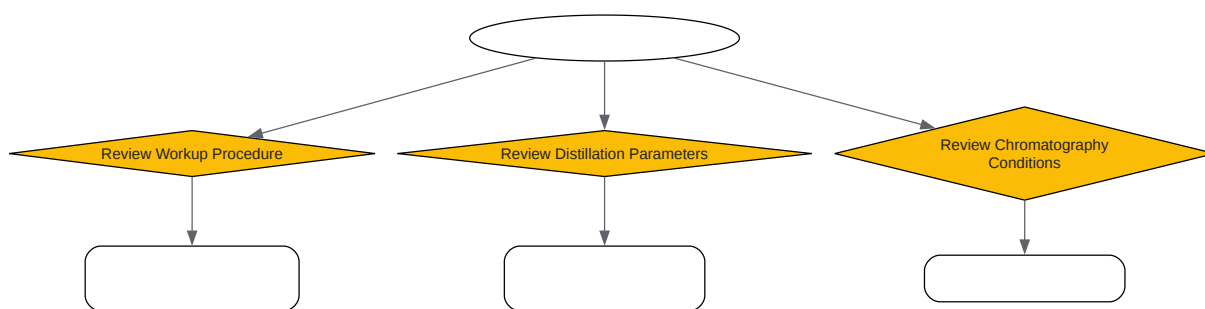 Review Workup Procedure
Review Distillation Parameters
Review Chromatography
Conditions